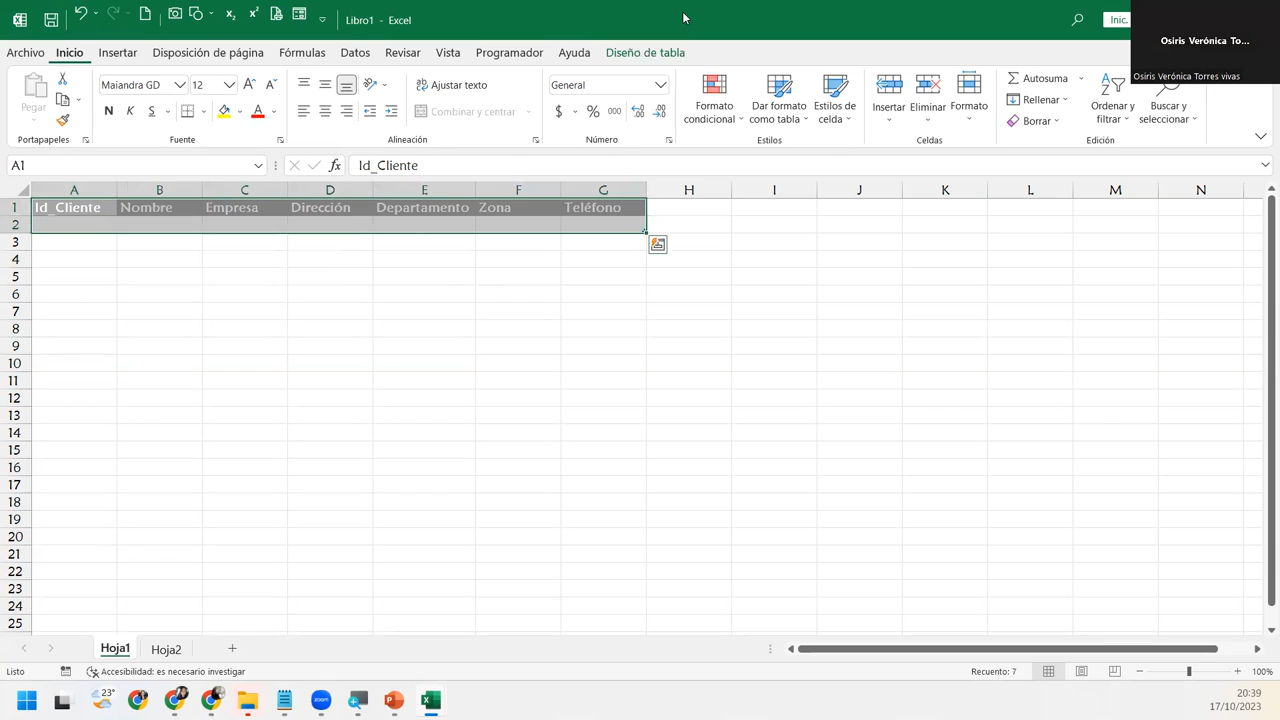 Libro1 - Excel
Inic.
Osiris Verónica To...
Osiris Verónica Torres vivas
Archivo Inicio Insertar Disposición de página Fórmulas Datos Revisar Vista Programador Ayuda Diseño de tabla
Pegar
Portapapeles
Maiandra GD 12
N K S
Fuente
Ajustar texto
Combinar y centrar
Alineación
General
$ % 000
Número
Formato condicional
Dar formato como tabla
Estilos de celda
Estilos
Insertar Eliminar Formato
Celdas
Autosuma
Rellenar
Borrar
Ordenar y filtrar
Buscar y seleccionar
Edición
A1 fx Id_Cliente
A B C D E F G H I J K L M N
1 Id_Cliente Nombre Empresa Dirección Departamento Zona Teléfono
2
3
4
5
6
7
8
9
10
11
12
13
14
15
16
17
18
19
20
21
22
23
24
25
Hoja1 Hoja2
Listo Accesibilidad: es necesario investigar Recuento: 7 100%
23°
zoom
20:39
17/10/2023